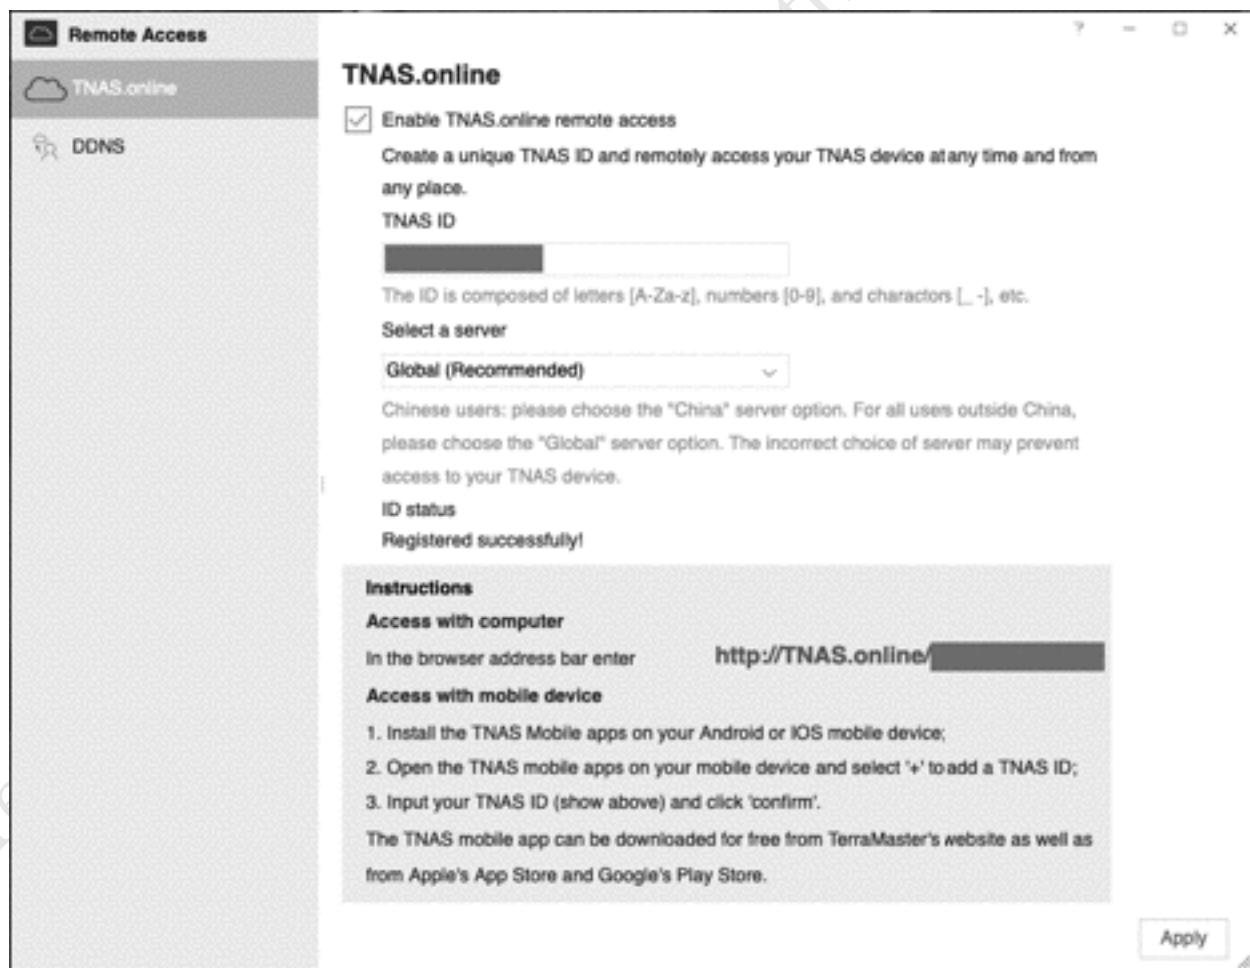 Remote Access
?
TNAS.online
DDNS
TNAS.online
Enable TNAS.online remote access
Create a unique TNAS ID and remotely access your TNAS device at any time and from
any place.
TNAS ID
The ID is composed of letters [A-Za-z], numbers [0-9], and charactors [_ -], etc.
Select a server
Global (Recommended)
Chinese users: please choose the "China" server option. For all users outside China,
please choose the "Global" server option. The incorrect choice of server may prevent
access to your TNAS device.
ID status
Registered successfully!
Instructions
Access with computer
In the browser address bar enter http://TNAS.online/
Access with mobile device
1. Install the TNAS Mobile apps on your Android or IOS mobile device;
2. Open the TNAS mobile apps on your mobile device and select '+' to add a TNAS ID;
3. Input your TNAS ID (show above) and click 'confirm'.
The TNAS mobile app can be downloaded for free from TerraMaster's website as well as
from Apple's App Store and Google's Play Store.
Apply